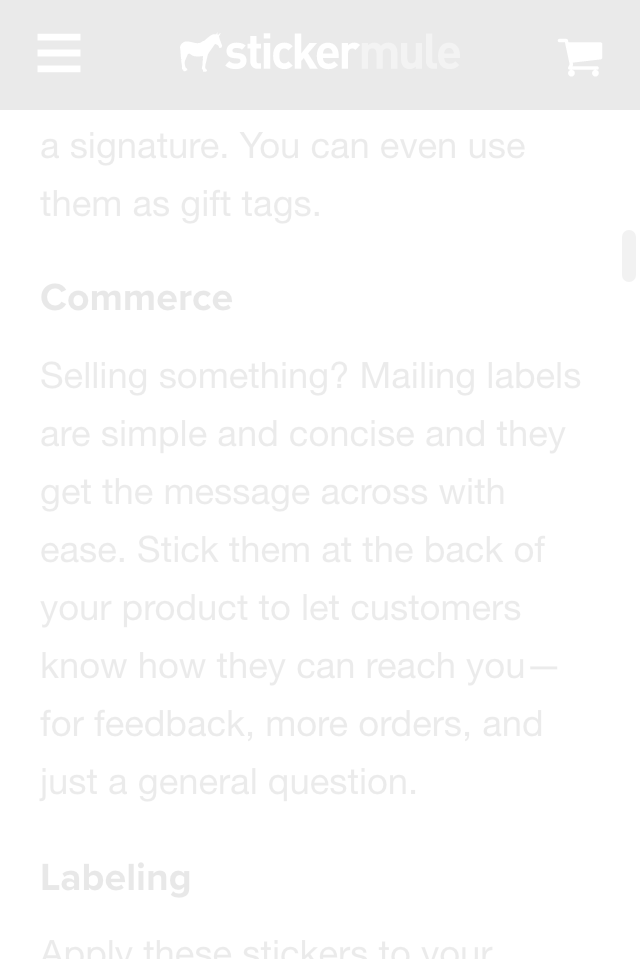 stickermule
a signature. You can even use
them as gift tags.
Commerce
Selling something? Mailing labels
are simple and concise and they
get the message across with
ease. Stick them at the back of
your product to let customers
know how they can reach you—
for feedback, more orders, and
just a general question.
Labeling
Apply these stickers to your